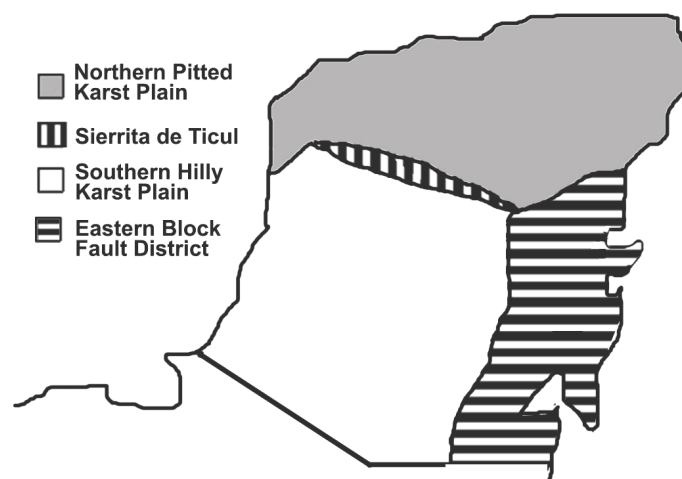 Northern Pitted
Karst Plain
Sierrita de Ticul
Southern Hilly
Karst Plain
Eastern Block
Fault District